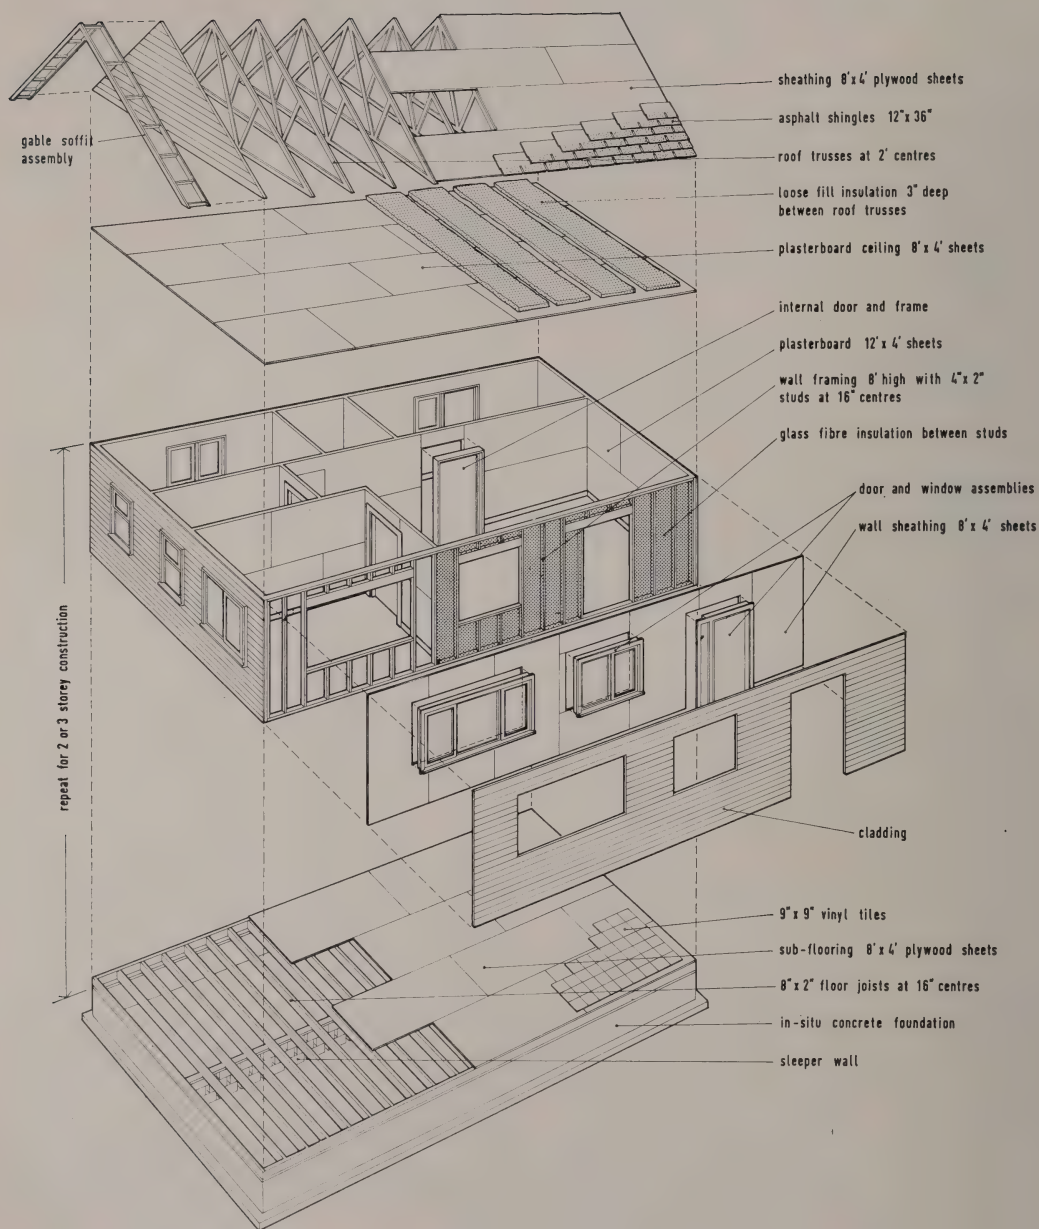 sheathing 8'x 4' plywood sheets
asphalt shingles 12"x 36"
gable soffit
assembly
roof trusses at 2' centres
loose fill insulation 3" deep
between roof trusses
plasterboard ceiling 8'x 4' sheets
internal door and frame
plasterboard 12'x 4' sheets
wall framing 8' high with 4"x 2"
studs at 16" centres
glass fibre insulation between studs
door and window assemblies
wall sheathing 8'x 4' sheets
repeat for 2 or 3 storey construction
cladding
9"x 9" vinyl tiles
sub-flooring 8'x 4' plywood sheets
8"x 2" floor joists at 16" centres
in-situ concrete foundation
sleeper wall